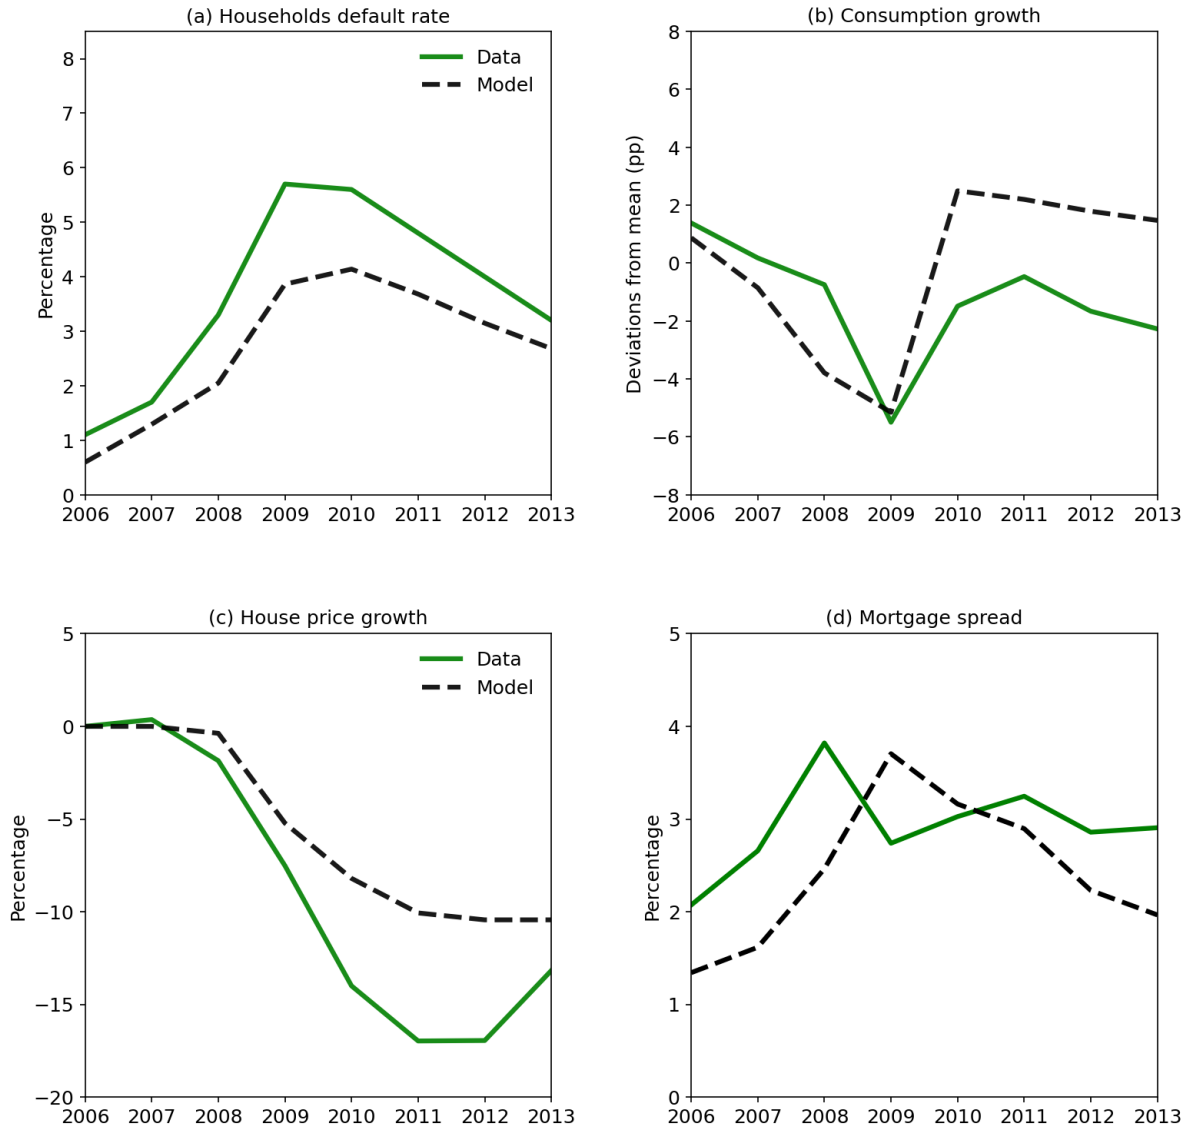 (a) Households default rate
Percentage
8
7
6
5
4
3
2
1
0
2006 2007 2008 2009 2010 2011 2012 2013
Data
Model
(b) Consumption growth
Deviations from mean (pp)
8
6
4
2
0
−2
−4
−6
−8
2006 2007 2008 2009 2010 2011 2012 2013
(c) House price growth
Percentage
5
0
−5
−10
−15
−20
2006 2007 2008 2009 2010 2011 2012 2013
Data
Model
(d) Mortgage spread
Percentage
5
4
3
2
1
0
2006 2007 2008 2009 2010 2011 2012 2013